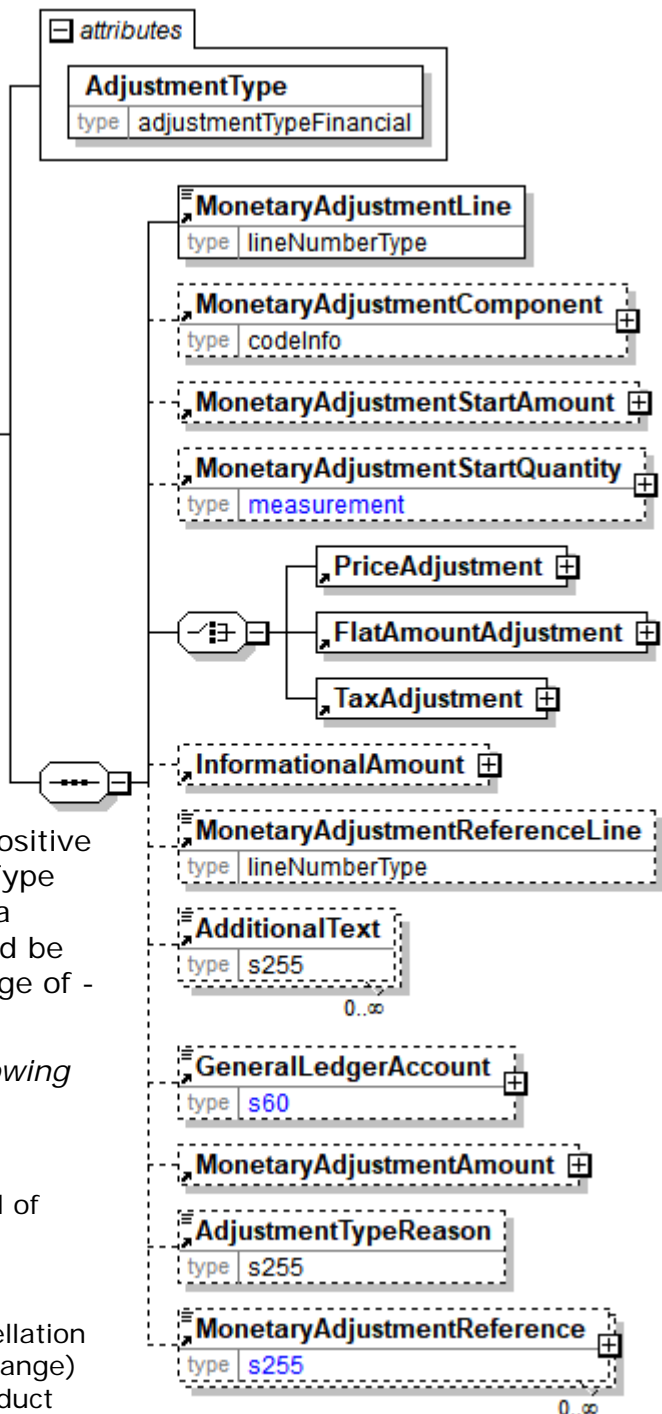 attributes
AdjustmentType
type adjustmentTypeFinancial
MonetaryAdjustmentLine
type lineNumberType
MonetaryAdjustmentComponent
type codeInfo
MonetaryAdjustmentStartAmount
MonetaryAdjustmentStartQuantity
type measurement
PriceAdjustment
FlatAmountAdjustment
TaxAdjustment
InformationalAmount
MonetaryAdjustmentReferenceLine
type lineNumberType
AdditionalText
type s255
0..∞
GeneralLedgerAccount
type s60
MonetaryAdjustmentAmount
AdjustmentTypeReason
type s255
MonetaryAdjustmentReference
type s255
0..∞
ositive
ype
a
d be
ge of -
owing
l of
ellation
ange)
duct